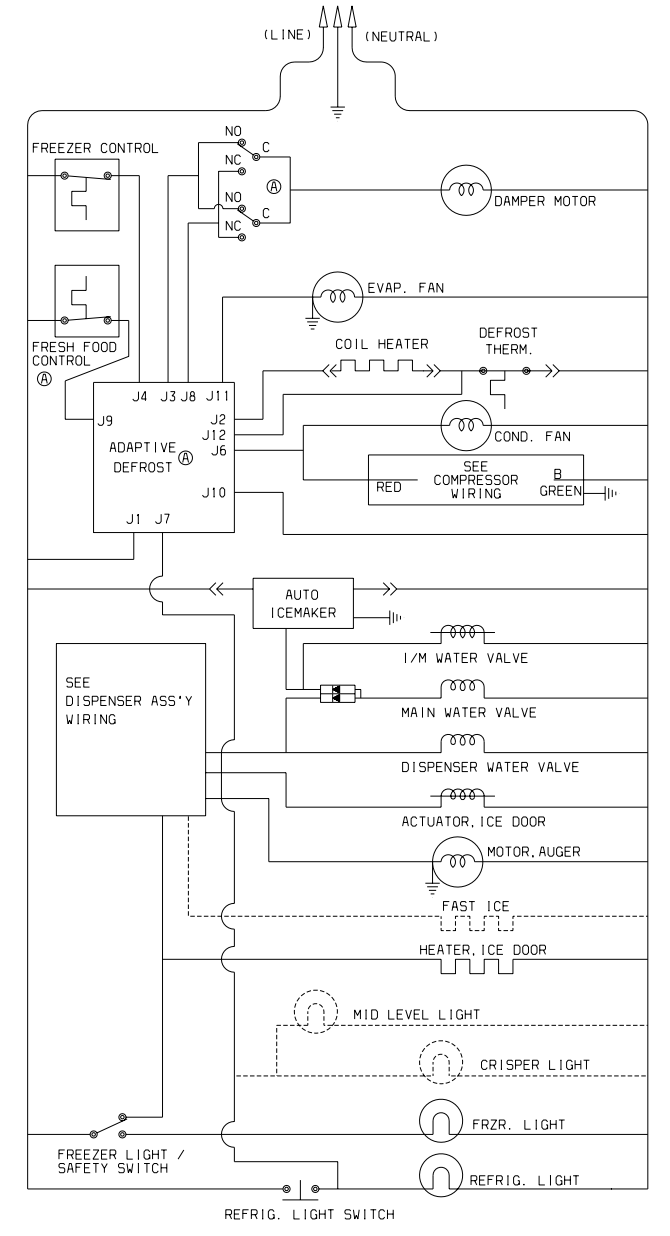 (LINE)
(NEUTRAL)
NO
C
FREEZER CONTROL
NC
A
NO
C
NC
DAMPER MOTOR
EVAP. FAN
COIL HEATER
DEFROST
THERM.
FRESH FOOD
CONTROL
A
J4 J3 J8 J11
J9
J2
J12
J6
ADAPTIVE
DEFROST
A
J10
J1 J7
COND. FAN
SEE
COMPRESSOR
WIRING
RED
B
GREEN
AUTO
ICEMAKER
I/M WATER VALVE
SEE
DISPENSER ASS'Y
WIRING
MAIN WATER VALVE
DISPENSER WATER VALVE
ACTUATOR, ICE DOOR
MOTOR, AUGER
FAST ICE
HEATER, ICE DOOR
MID LEVEL LIGHT
CRISPER LIGHT
FRZR. LIGHT
FREEZER LIGHT /
SAFETY SWITCH
REFRIG. LIGHT
REFRIG. LIGHT SWITCH